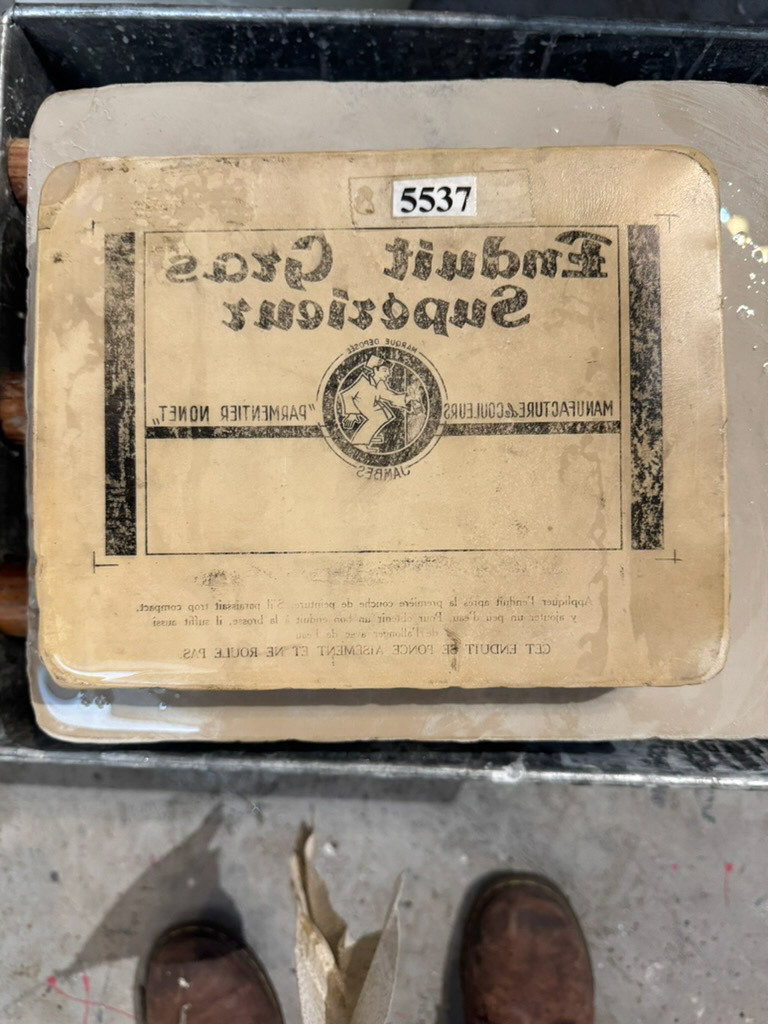 5537
Enduit Gras
Supérieur
MARQUE DÉPOSÉE
MANUFACTURE de COULEURS "PARMENTIER NONET"
JAMBES
Appliquer l'enduit après la première couche de peinture. S'il paraissait trop compact,
y ajouter un peu d'eau. Pour obtenir un bon enduit à la brosse, il suffit aussi
de l'allonger avec de l'eau
CET ENDUIT SE PONCE AISEMENT ET NE ROULE PAS